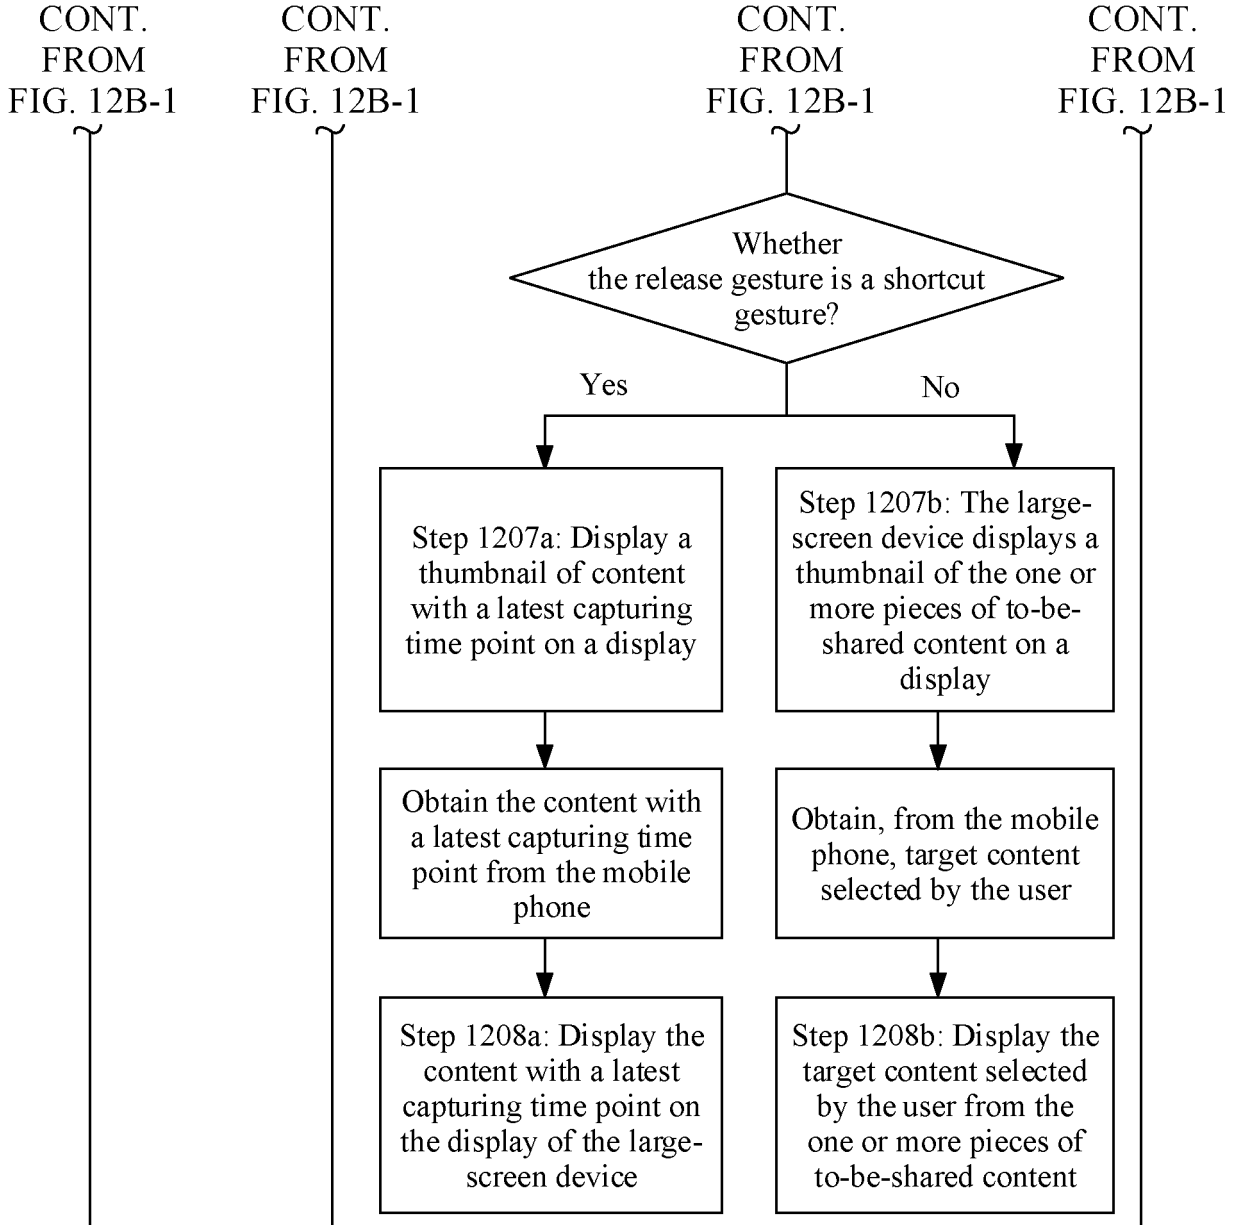 CONT.
FROM
FIG. 12B-1
CONT.
FROM
FIG. 12B-1
CONT.
FROM
FIG. 12B-1
CONT.
FROM
FIG. 12B-1
Whether
the release gesture is a shortcut
gesture?
Yes
No
Step 1207a: Display a
thumbnail of content
with a latest capturing
time point on a display
Step 1207b: The large-
screen device displays a
thumbnail of the one or
more pieces of to-be-
shared content on a
display
Obtain the content with
a latest capturing time
point from the mobile
phone
Obtain, from the mobile
phone, target content
selected by the user
Step 1208a: Display the
content with a latest
capturing time point on
the display of the large-
screen device
Step 1208b: Display the
target content selected
by the user from the
one or more pieces of
to-be-shared content